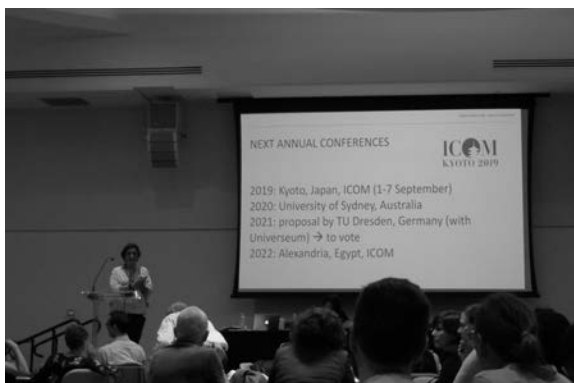 NEXT ANNUAL CONFERENCES
ICOM
KYOTO 2019
2019: Kyoto, Japan, ICOM (1-7 September)
2020: University of Sydney, Australia
2021: proposal by TU Dresden, Germany (with
Universeum) → to vote
2022: Alexandria, Egypt, ICOM